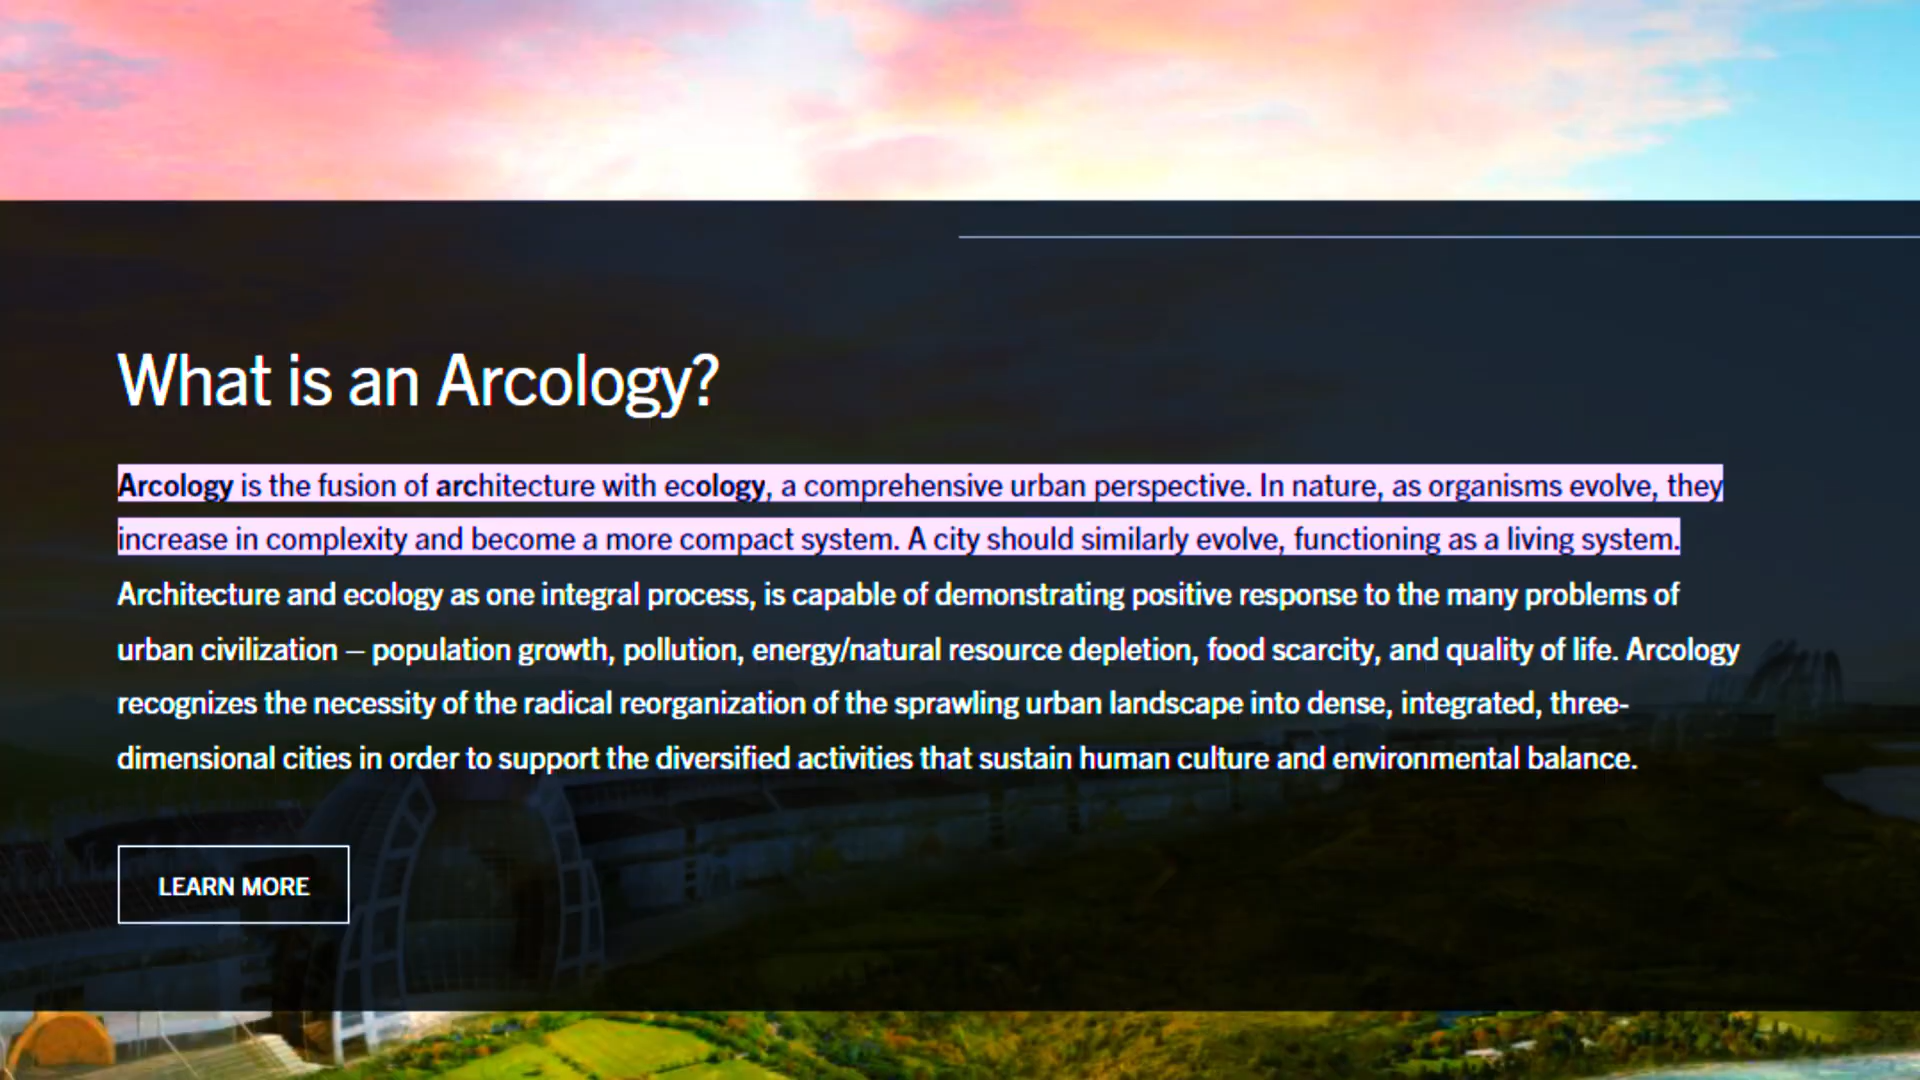 What is an Arcology?
Arcology is the fusion of architecture with ecology, a comprehensive urban perspective. In nature, as organisms evolve, they
increase in complexity and become a more compact system. A city should similarly evolve, functioning as a living system.
Architecture and ecology as one integral process, is capable of demonstrating positive response to the many problems of
urban civilization – population growth, pollution, energy/natural resource depletion, food scarcity, and quality of life. Arcology
recognizes the necessity of the radical reorganization of the sprawling urban landscape into dense, integrated, three-
dimensional cities in order to support the diversified activities that sustain human culture and environmental balance.
LEARN MORE